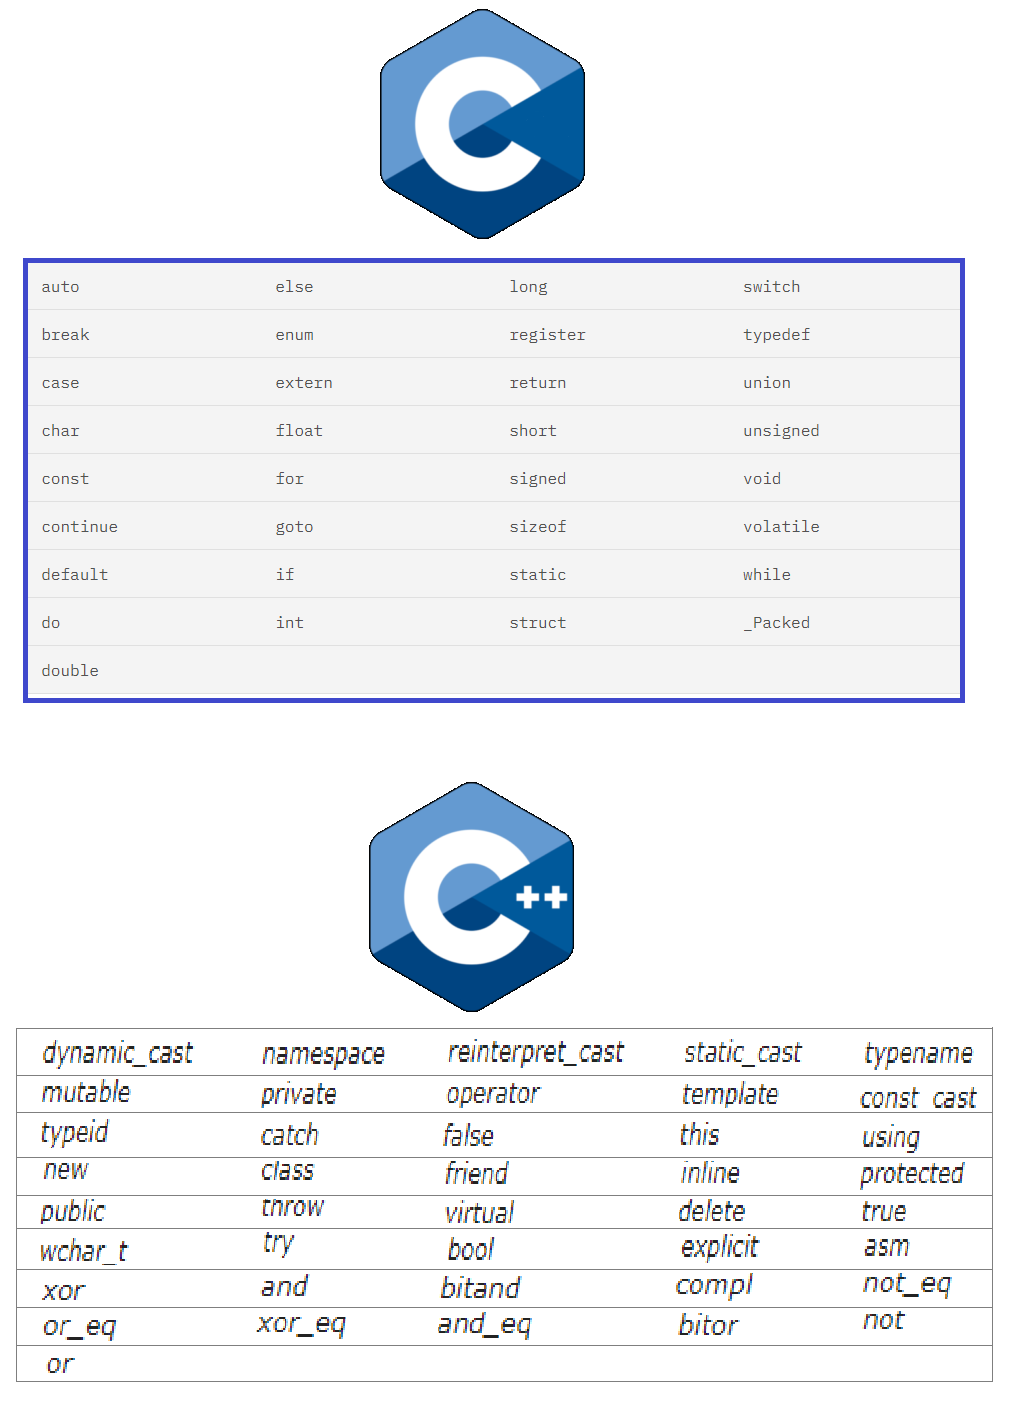 C
auto else long switch
break enum register typedef
case extern return union
char float short unsigned
const for signed void
continue goto sizeof volatile
default if static while
do int struct _Packed
double
C++
dynamic_cast namespace reinterpret_cast static_cast typename
mutable private operator template const_cast
typeid catch false this using
new class friend inline protected
public throw virtual delete true
wchar_t try bool explicit asm
xor and bitand compl not_eq
or_eq xor_eq and_eq bitor not
or